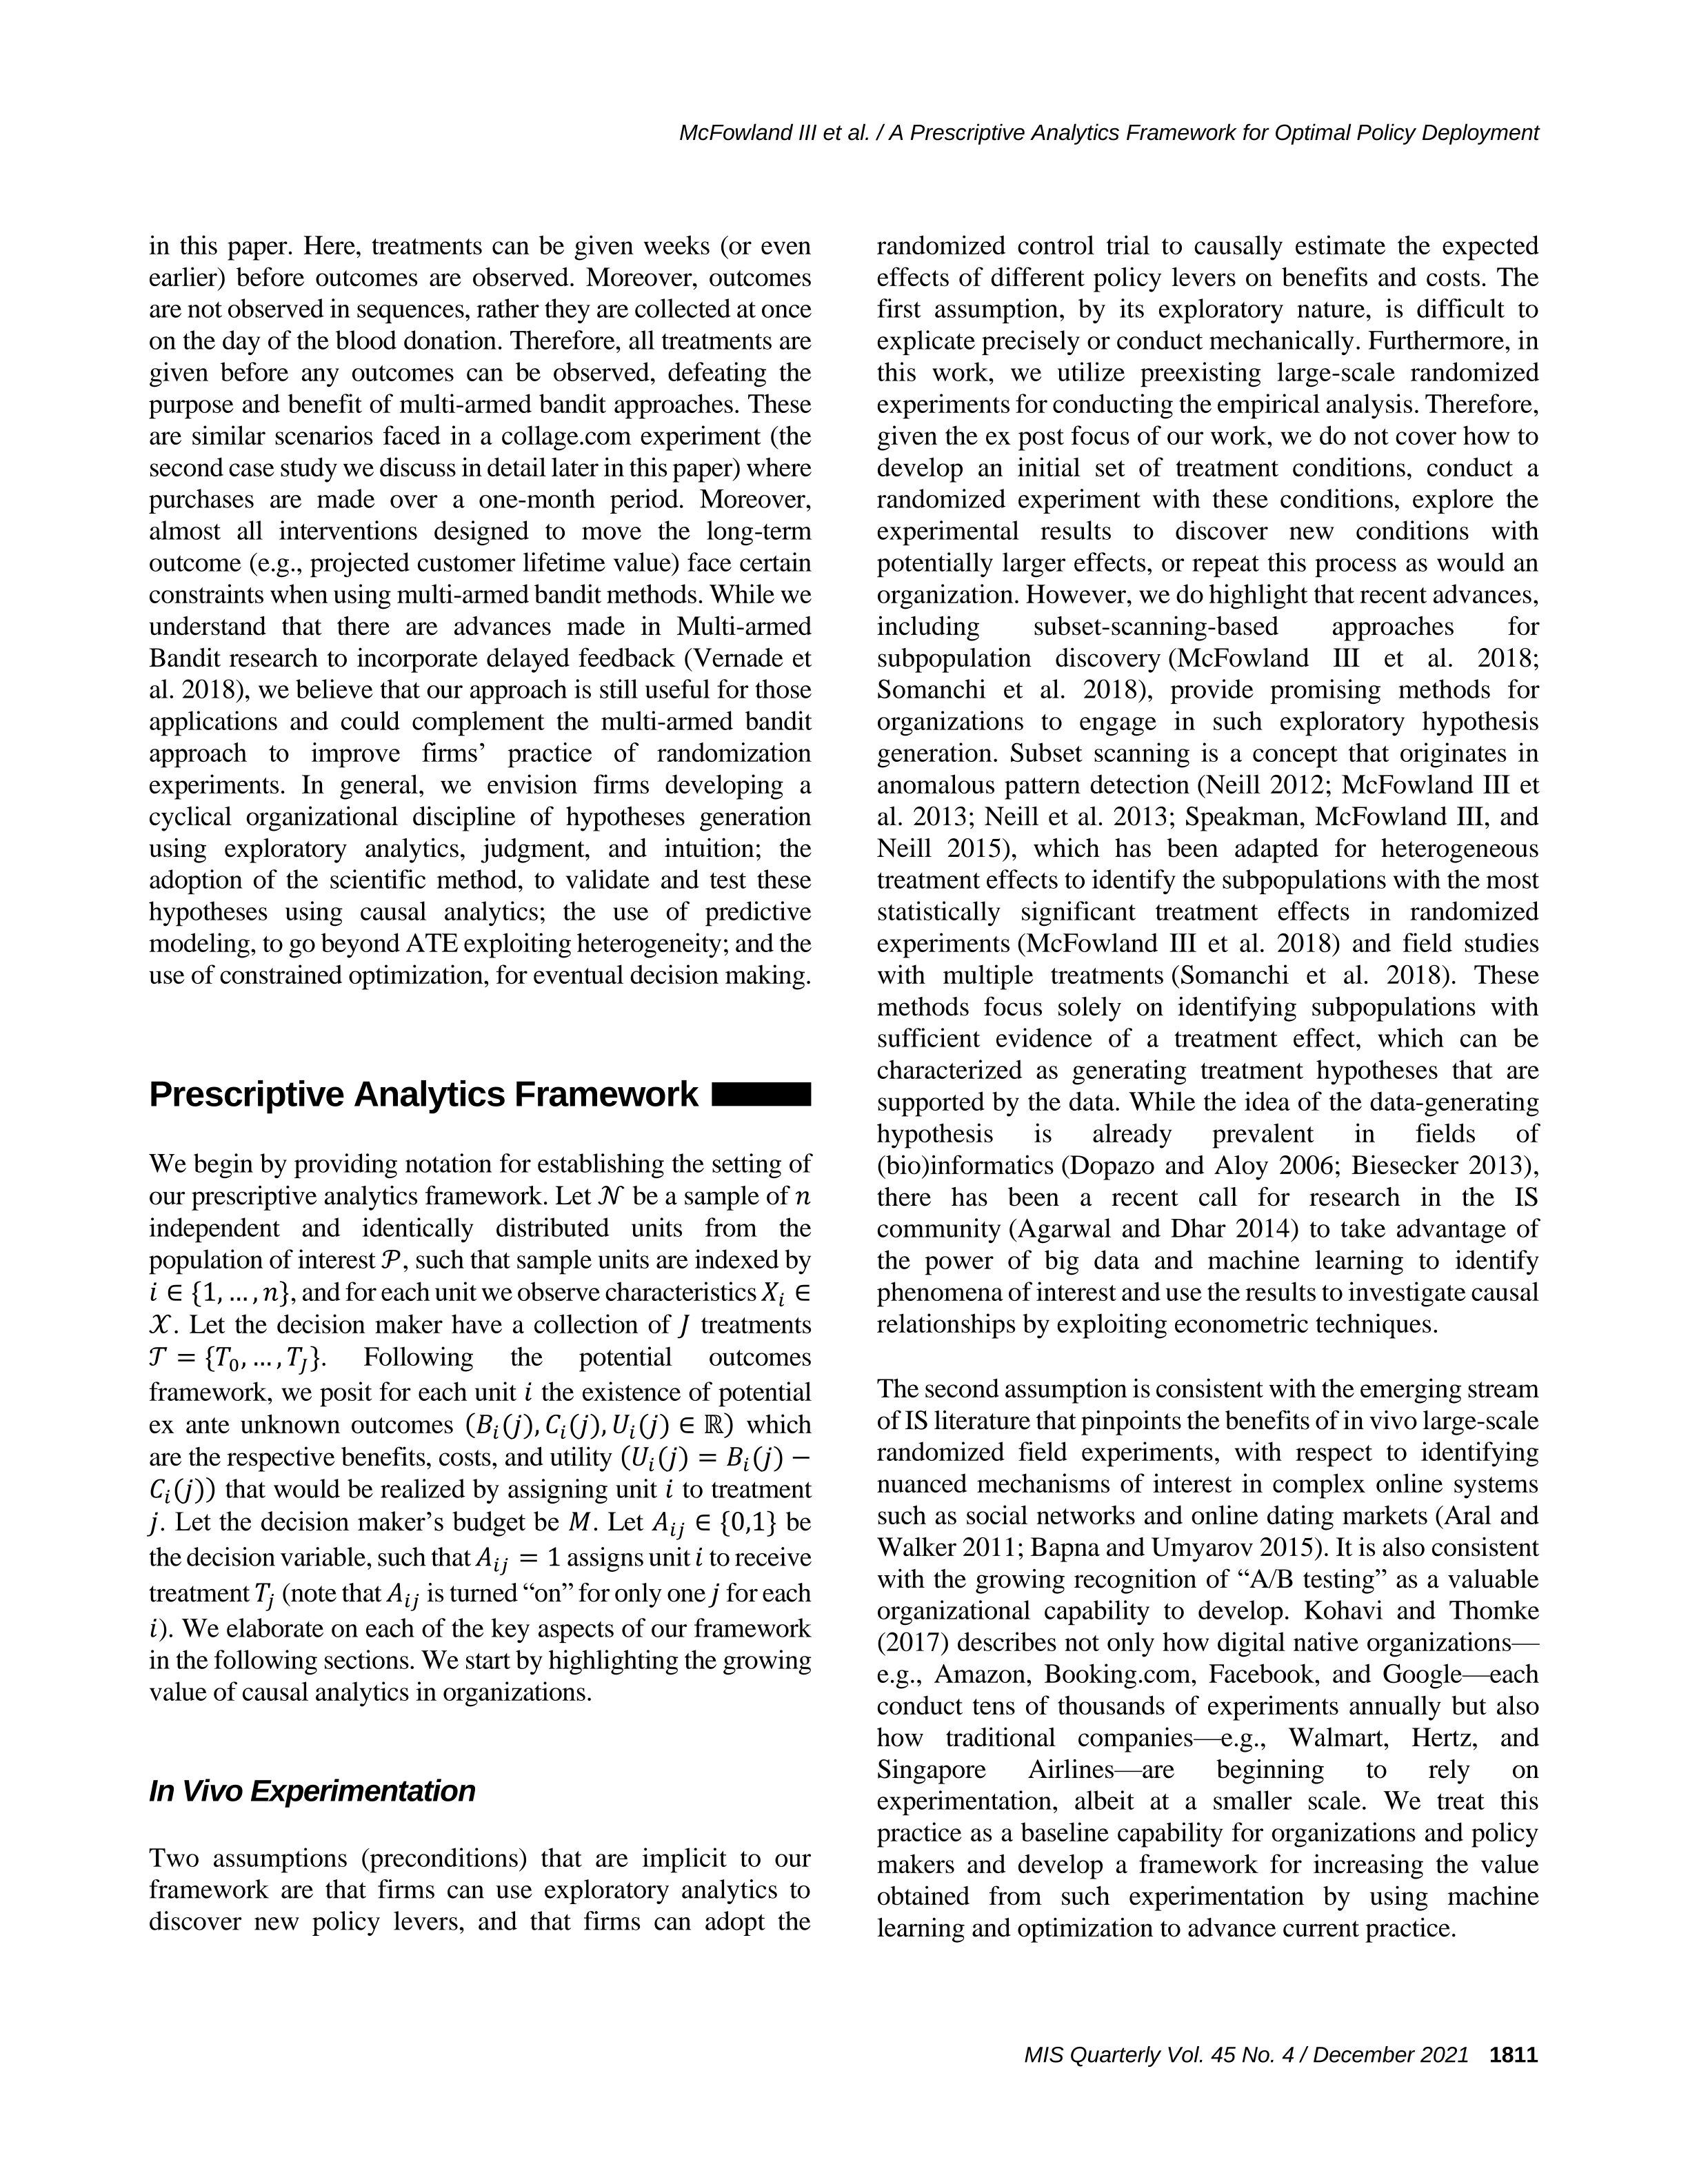 McFowland III et al. / A Prescriptive Analytics Framework for Optimal Policy Deployment
in this paper. Here, treatments can be given weeks (or even
earlier) before outcomes are observed. Moreover, outcomes
are not observed in sequences, rather they are collected at once
on the day of the blood donation. Therefore, all treatments are
given before any outcomes can be observed, defeating the
purpose and benefit of multi-armed bandit approaches. These
are similar scenarios faced in a collage.com experiment (the
second case study we discuss in detail later in this paper) where
purchases are made over a one-month period. Moreover,
almost all interventions designed to move the long-term
outcome (e.g., projected customer lifetime value) face certain
constraints when using multi-armed bandit methods. While we
understand that there are advances made in Multi-armed
Bandit research to incorporate delayed feedback (Vernade et
al. 2018), we believe that our approach is still useful for those
applications and could complement the multi-armed bandit
approach to improve firms’ practice of randomization
experiments. In general, we envision firms developing a
cyclical organizational discipline of hypotheses generation
using exploratory analytics, judgment, and intuition; the
adoption of the scientific method, to validate and test these
hypotheses using causal analytics; the use of predictive
modeling, to go beyond ATE exploiting heterogeneity; and the
use of constrained optimization, for eventual decision making.
Prescriptive Analytics Framework
We begin by providing notation for establishing the setting of
our prescriptive analytics framework. Let 𝒩 be a sample of 𝑛
independent and identically distributed units from the
population of interest 𝒫, such that sample units are indexed by
𝑖 ∈ {1, … , 𝑛}, and for each unit we observe characteristics 𝑋ᵢ ∈
𝒳. Let the decision maker have a collection of 𝐽 treatments
𝒯 = {𝑇₀, … , 𝑇_𝐽}. Following the potential outcomes
framework, we posit for each unit 𝑖 the existence of potential
ex ante unknown outcomes (𝐵ᵢ(𝑗), 𝐶ᵢ(𝑗), 𝑈ᵢ(𝑗) ∈ ℝ) which
are the respective benefits, costs, and utility (𝑈ᵢ(𝑗) = 𝐵ᵢ(𝑗) −
𝐶ᵢ(𝑗)) that would be realized by assigning unit 𝑖 to treatment
𝑗. Let the decision maker’s budget be 𝑀. Let 𝐴ᵢⱼ ∈ {0,1} be
the decision variable, such that 𝐴ᵢⱼ = 1 assigns unit 𝑖 to receive
treatment 𝑇ⱼ (note that 𝐴ᵢⱼ is turned “on” for only one 𝑗 for each
𝑖). We elaborate on each of the key aspects of our framework
in the following sections. We start by highlighting the growing
value of causal analytics in organizations.
In Vivo Experimentation
Two assumptions (preconditions) that are implicit to our
framework are that firms can use exploratory analytics to
discover new policy levers, and that firms can adopt the
randomized control trial to causally estimate the expected
effects of different policy levers on benefits and costs. The
first assumption, by its exploratory nature, is difficult to
explicate precisely or conduct mechanically. Furthermore, in
this work, we utilize preexisting large-scale randomized
experiments for conducting the empirical analysis. Therefore,
given the ex post focus of our work, we do not cover how to
develop an initial set of treatment conditions, conduct a
randomized experiment with these conditions, explore the
experimental results to discover new conditions with
potentially larger effects, or repeat this process as would an
organization. However, we do highlight that recent advances,
including subset-scanning-based approaches for
subpopulation discovery (McFowland III et al. 2018;
Somanchi et al. 2018), provide promising methods for
organizations to engage in such exploratory hypothesis
generation. Subset scanning is a concept that originates in
anomalous pattern detection (Neill 2012; McFowland III et
al. 2013; Neill et al. 2013; Speakman, McFowland III, and
Neill 2015), which has been adapted for heterogeneous
treatment effects to identify the subpopulations with the most
statistically significant treatment effects in randomized
experiments (McFowland III et al. 2018) and field studies
with multiple treatments (Somanchi et al. 2018). These
methods focus solely on identifying subpopulations with
sufficient evidence of a treatment effect, which can be
characterized as generating treatment hypotheses that are
supported by the data. While the idea of the data-generating
hypothesis is already prevalent in fields of
(bio)informatics (Dopazo and Aloy 2006; Biesecker 2013),
there has been a recent call for research in the IS
community (Agarwal and Dhar 2014) to take advantage of
the power of big data and machine learning to identify
phenomena of interest and use the results to investigate causal
relationships by exploiting econometric techniques.
The second assumption is consistent with the emerging stream
of IS literature that pinpoints the benefits of in vivo large-scale
randomized field experiments, with respect to identifying
nuanced mechanisms of interest in complex online systems
such as social networks and online dating markets (Aral and
Walker 2011; Bapna and Umyarov 2015). It is also consistent
with the growing recognition of “A/B testing” as a valuable
organizational capability to develop. Kohavi and Thomke
(2017) describes not only how digital native organizations—
e.g., Amazon, Booking.com, Facebook, and Google—each
conduct tens of thousands of experiments annually but also
how traditional companies—e.g., Walmart, Hertz, and
Singapore Airlines—are beginning to rely on
experimentation, albeit at a smaller scale. We treat this
practice as a baseline capability for organizations and policy
makers and develop a framework for increasing the value
obtained from such experimentation by using machine
learning and optimization to advance current practice.
MIS Quarterly Vol. 45 No. 4 / December 2021 1811